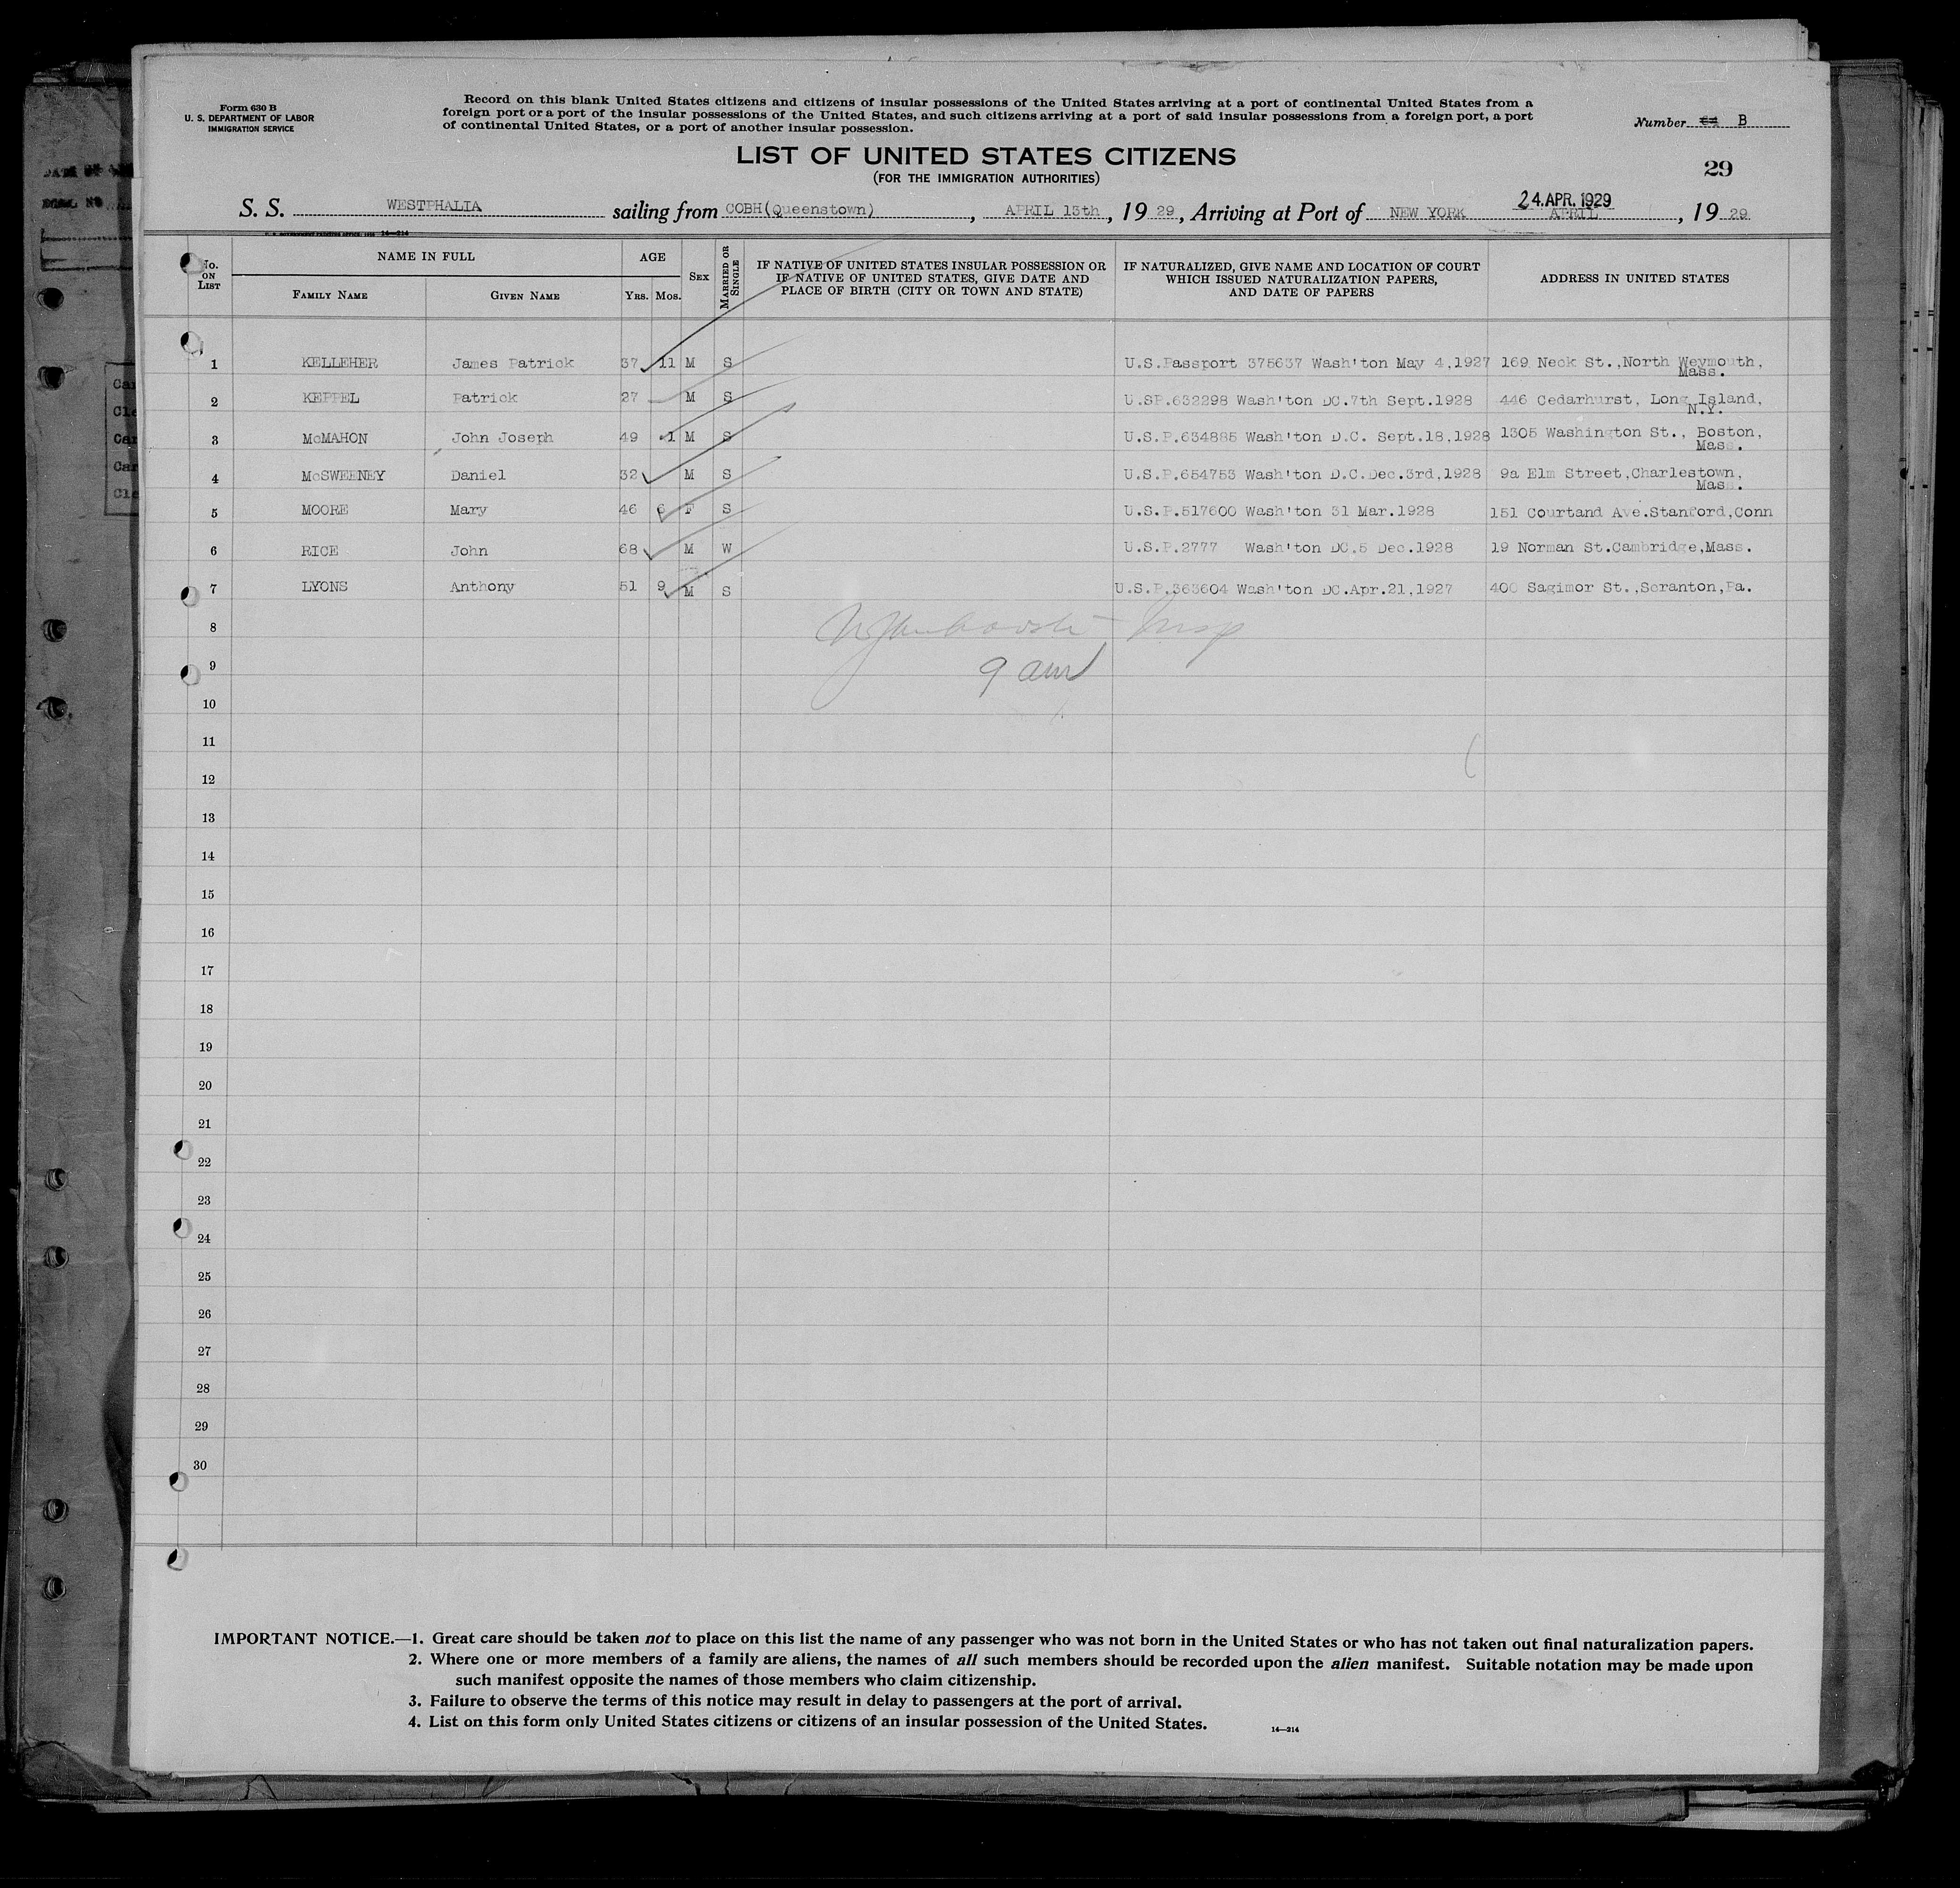 Form 630 B
U. S. DEPARTMENT OF LABOR
IMMIGRATION SERVICE
Record on this blank United States citizens and citizens of insular possessions of the United States arriving at a port of continental United States from a
foreign port or a port of the insular possessions of the United States, and such citizens arriving at a port of said insular possessions from a foreign port, a port
of continental United States, or a port of another insular possession.
Number B
LIST OF UNITED STATES CITIZENS
(FOR THE IMMIGRATION AUTHORITIES)
29
S. S. WESTPHALIA sailing from COBH(Queenstown), APRIL 15th, 19 29, Arriving at Port of NEW YORK 24.APR.1929 APRIL, 19 29
14—214
No. ON LIST
NAME IN FULL
FAMILY NAME
GIVEN NAME
AGE
YRS. MOS.
SEX
MARRIED OR SINGLE
IF NATIVE OF UNITED STATES INSULAR POSSESSION OR
IF NATIVE OF UNITED STATES, GIVE DATE AND
PLACE OF BIRTH (CITY OR TOWN AND STATE)
IF NATURALIZED, GIVE NAME AND LOCATION OF COURT
WHICH ISSUED NATURALIZATION PAPERS,
AND DATE OF PAPERS
ADDRESS IN UNITED STATES
1 KELLEHER James Patrick 37 11 M S U.S.Passport 375637 Wash'ton May 4,1927 169 Neck St.,North Weymouth,
Mass.
2 KEPPEL Patrick 27 M S U.SP.632298 Wash'ton DC.7th Sept.1928 446 Cedarhurst, Long Island,
N.Y.
3 McMAHON John Joseph 49 1 M S U.S.P.634885 Wash'ton D.C. Sept.18,1928 1305 Washington St., Boston,
Mass.
4 McSWEENEY Daniel 32 M S U.S.P.654753 Wash'ton D.C.Dec.3rd,1928 9a Elm Street,Charlestown,
Mass.
5 MOORE Mary 46 6 F S U.S.P.517600 Wash'ton 31 Mar.1928 151 Courtand Ave.Stanford,Conn
6 RICE John 68 M W U.S.P.2777 Wash'ton DC.5 Dec.1928 19 Norman St.Cambridge,Mass.
7 LYONS Anthony 51 9 M S U.S.P.363604 Wash'ton DC.Apr.21,1927 400 Sagimor St.,Scranton,Pa.
8 Insp
9
10
11
12
13
14
15
16
17
18
19
20
21
22
23
24
25
26
27
28
29
30
IMPORTANT NOTICE.—1. Great care should be taken not to place on this list the name of any passenger who was not born in the United States or who has not taken out final naturalization papers.
2. Where one or more members of a family are aliens, the names of all such members should be recorded upon the alien manifest. Suitable notation may be made upon
such manifest opposite the names of those members who claim citizenship.
3. Failure to observe the terms of this notice may result in delay to passengers at the port of arrival.
4. List on this form only United States citizens or citizens of an insular possession of the United States.
14—214